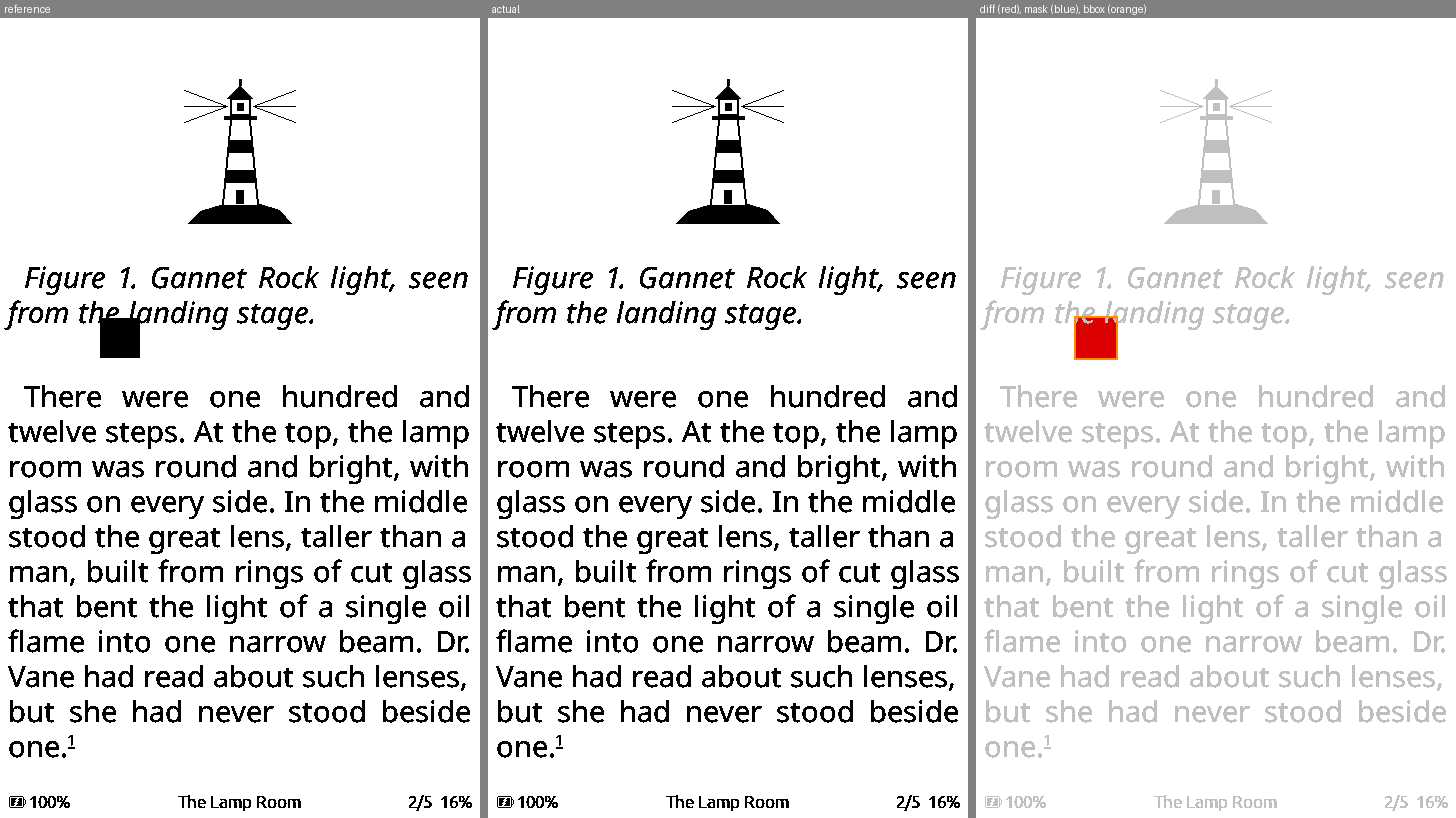 reference
Figure 1. Gannet Rock light, seen
from the landing stage.
There were one hundred and
twelve steps. At the top, the lamp
room was round and bright, with
glass on every side. In the middle
stood the great lens, taller than a
man, built from rings of cut glass
that bent the light of a single oil
flame into one narrow beam. Dr.
Vane had read about such lenses,
but she had never stood beside
one.1
100% The Lamp Room 2/5 16%
actual
Figure 1. Gannet Rock light, seen
from the landing stage.
There were one hundred and
twelve steps. At the top, the lamp
room was round and bright, with
glass on every side. In the middle
stood the great lens, taller than a
man, built from rings of cut glass
that bent the light of a single oil
flame into one narrow beam. Dr.
Vane had read about such lenses,
but she had never stood beside
one.1
100% The Lamp Room 2/5 16%
diff (red), mask (blue), bbox (orange)
Figure 1. Gannet Rock light, seen
from the landing stage.
There were one hundred and
twelve steps. At the top, the lamp
room was round and bright, with
glass on every side. In the middle
stood the great lens, taller than a
man, built from rings of cut glass
that bent the light of a single oil
flame into one narrow beam. Dr.
Vane had read about such lenses,
but she had never stood beside
one.1
100% The Lamp Room 2/5 16%